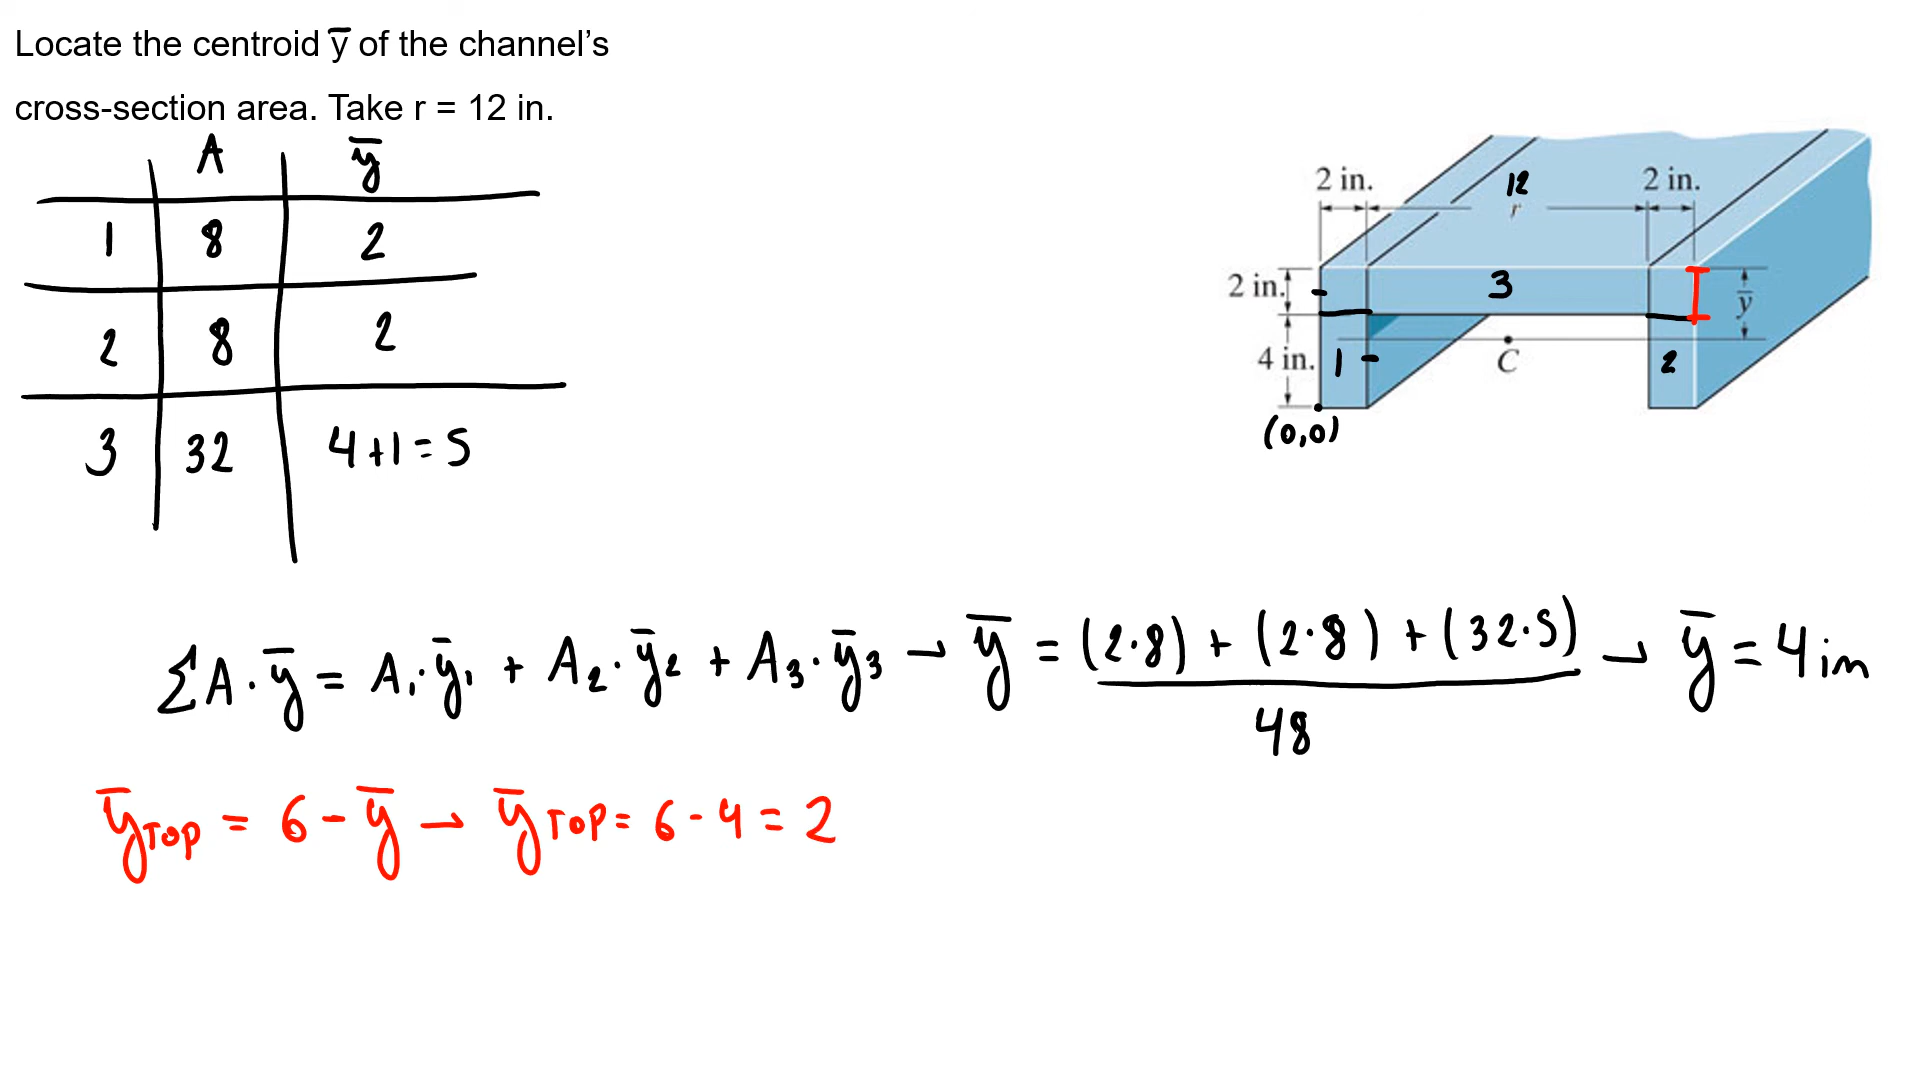 Locate the centroid y̅ of the channel’s
cross-section area. Take r = 12 in.
A y̅
1 8 2
2 8 2
3 32 4+1=5
2 in. 12 2 in.
r
2 in. 3 y̅
4 in. 1 C 2
(0,0)
ΣA·y̅ = A₁·y̅₁ + A₂·y̅₂ + A₃·y̅₃ → y̅ = (2·8) + (2·8) + (32·5) → y̅ = 4in
48
y̅TOP = 6 - y̅ → y̅TOP = 6 - 4 = 2